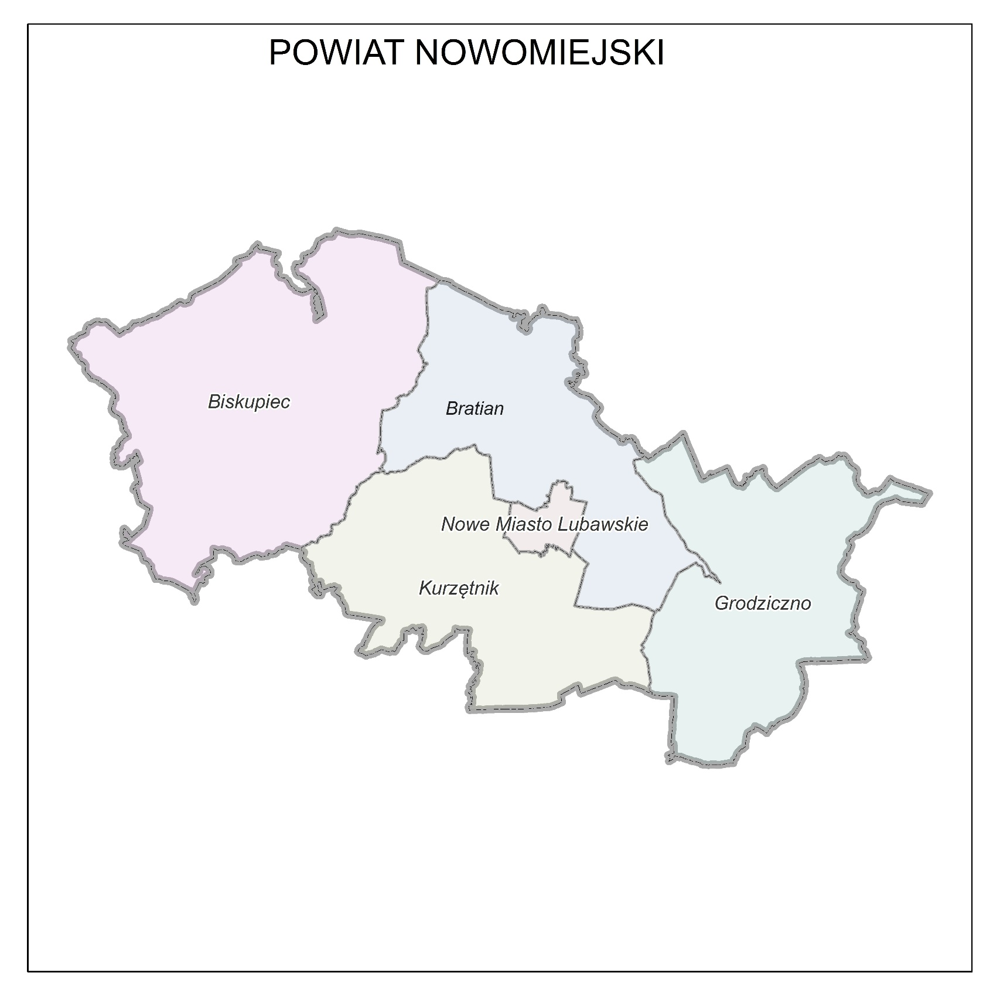 POWIAT NOWOMIEJSKI
Biskupiec
Bratian
Nowe Miasto Lubawskie
Kurzętnik
Grodziczno